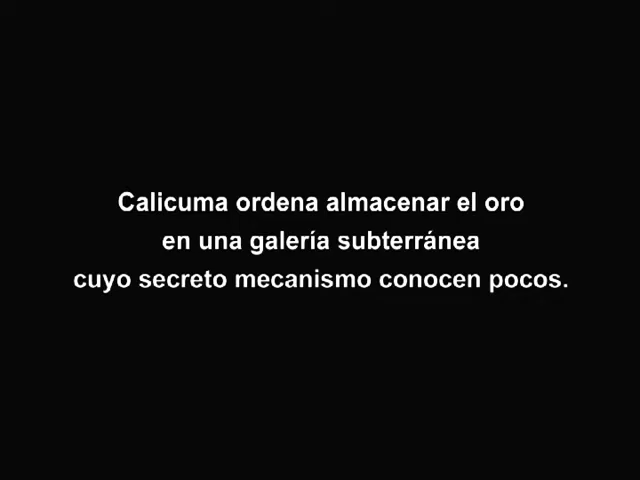 Calicuma ordena almacenar el oro
en una galería subterránea
cuyo secreto mecanismo conocen pocos.